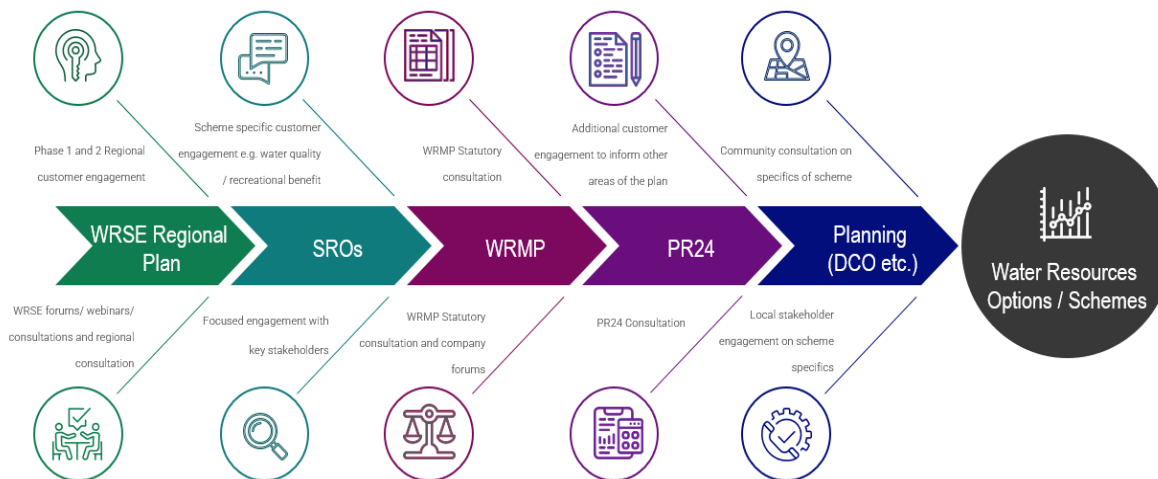 Phase 1 and 2 Regional
customer engagement
Scheme specific customer
engagement e.g. water quality
/ recreational benefit
WRMP Statutory
consultation
Additional customer
engagement to inform other
areas of the plan
Community consultation on
specifics of scheme
WRSE Regional
Plan
SROs
WRMP
PR24
Planning
(DCO etc.)
Water Resources
Options / Schemes
WRSE forums/ webinars/
consultations and regional
consultation
Focused engagement with
key stakeholders
WRMP Statutory
consultation and company
forums
PR24 Consultation
Local stakeholder
engagement on scheme
specifics